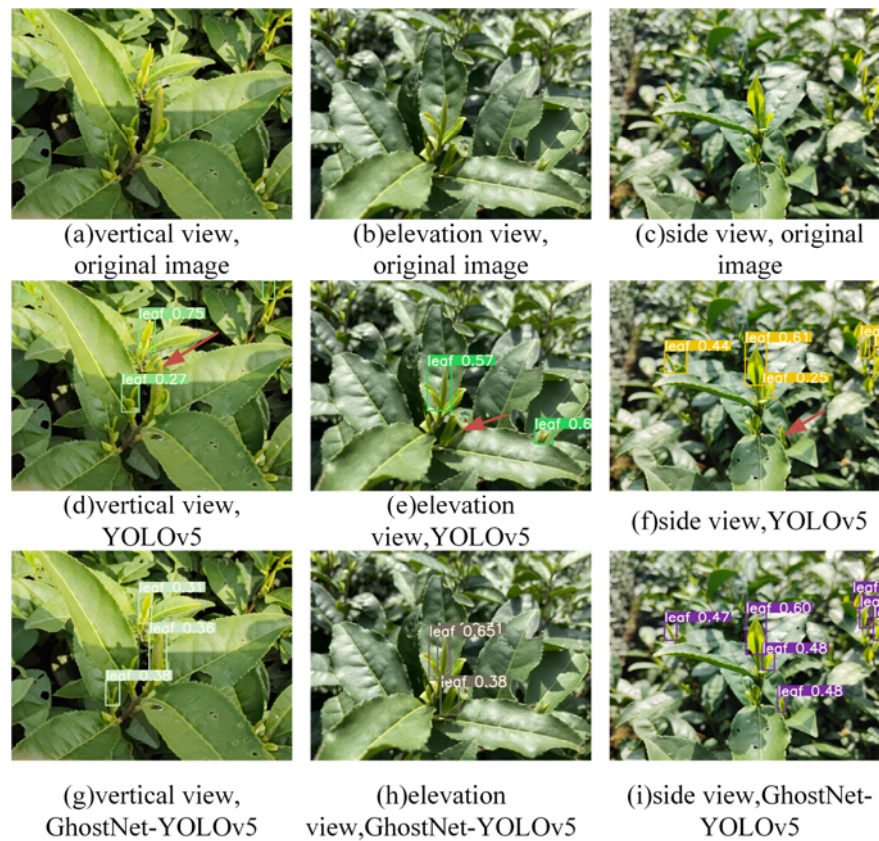 (a)vertical view,
original image
(b)elevation view,
original image
(c)side view, original
image
leaf 0.75
leaf 0.27
leaf 0.57
leaf 0.6
leaf 0.44
leaf 0.61
leaf 0.25
leaf
(d)vertical view,
YOLOv5
(e)elevation
view,YOLOv5
(f)side view,YOLOv5
leaf 0.31
leaf 0.36
leaf 0.38
leaf 0.651
leaf 0.38
leaf 0.47
leaf 0.60
leaf 0.48
leaf 0.48
leaf
(g)vertical view,
GhostNet-YOLOv5
(h)elevation
view,GhostNet-YOLOv5
(i)side view,GhostNet-
YOLOv5